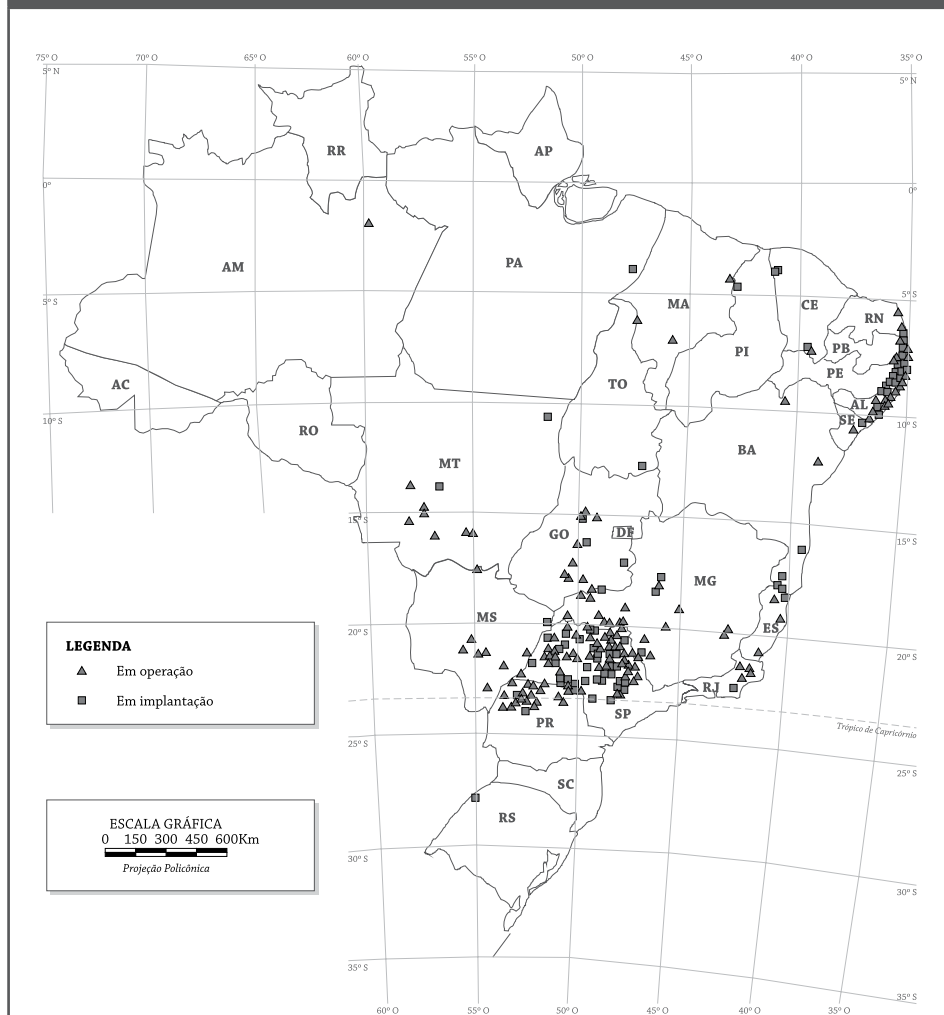 75° O 70° O 65° O 60° O 55° O 50° O 45° O 40° O 35° O
5° N 5° N
RR
AP
0° 0°
AM
PA
5° S 5° S
MA
CE
RN
PI
PB
PE
AC
TO
AL
SE
10° S 10° S
RO
BA
MT
15° S 15° S
GO
DF
MG
MS
20° S 20° S
ES
LEGENDA
Em operação
Em implantação
RJ
SP
PR
Trópico de Capricórnio
25° S 25° S
SC
RS
ESCALA GRÁFICA
0 150 300 450 600Km
Projeção Policônica
30° S 30° S
35° S 35° S
60° O 55° O 50° O 45° O 40° O 35° O